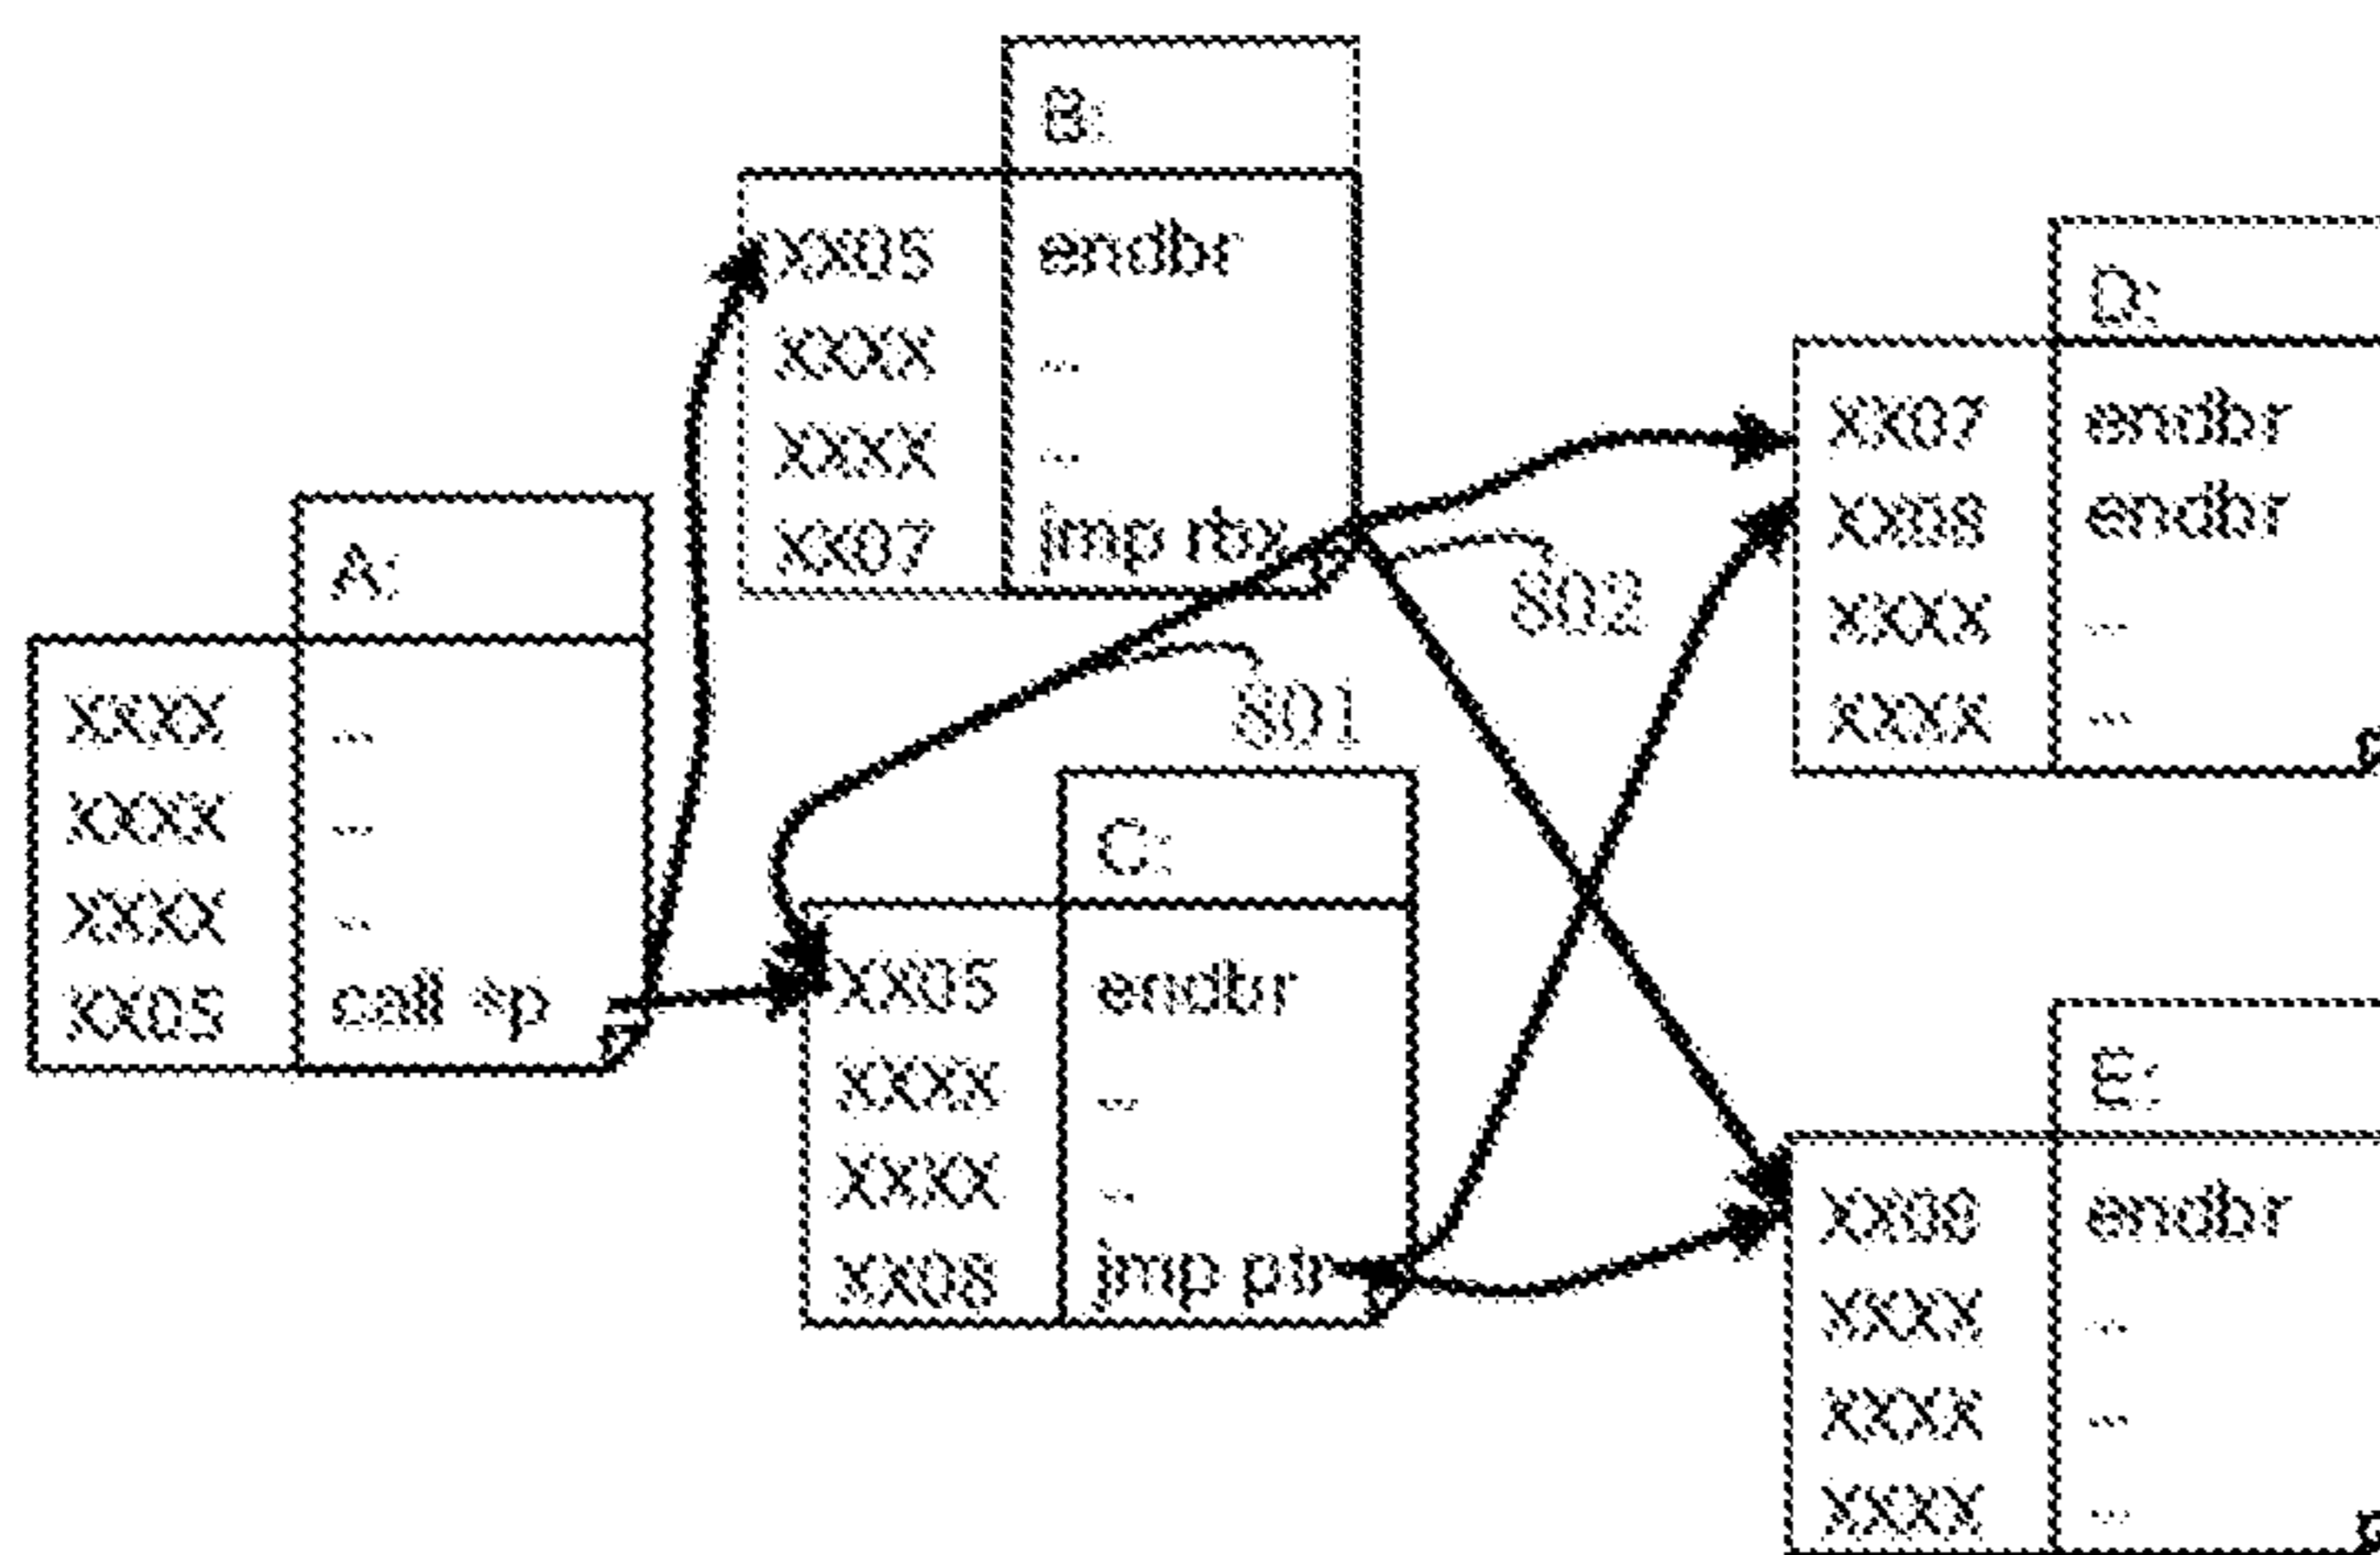 B:
XX05 endbr
XXXX ...
XXXX ...
XX07 jmp rbx
D:
XX07 endbr
XX08 endbr
XXXX ...
XXXX ...
802
A:
XXXX ...
XXXX ...
XXXX ...
XX05 call *p
801
C:
XX05 endbr
XXXX ...
XXXX ...
XX08 jmp ptr
E:
endbr
XXXX ...
XXXX ...
XXXX ...